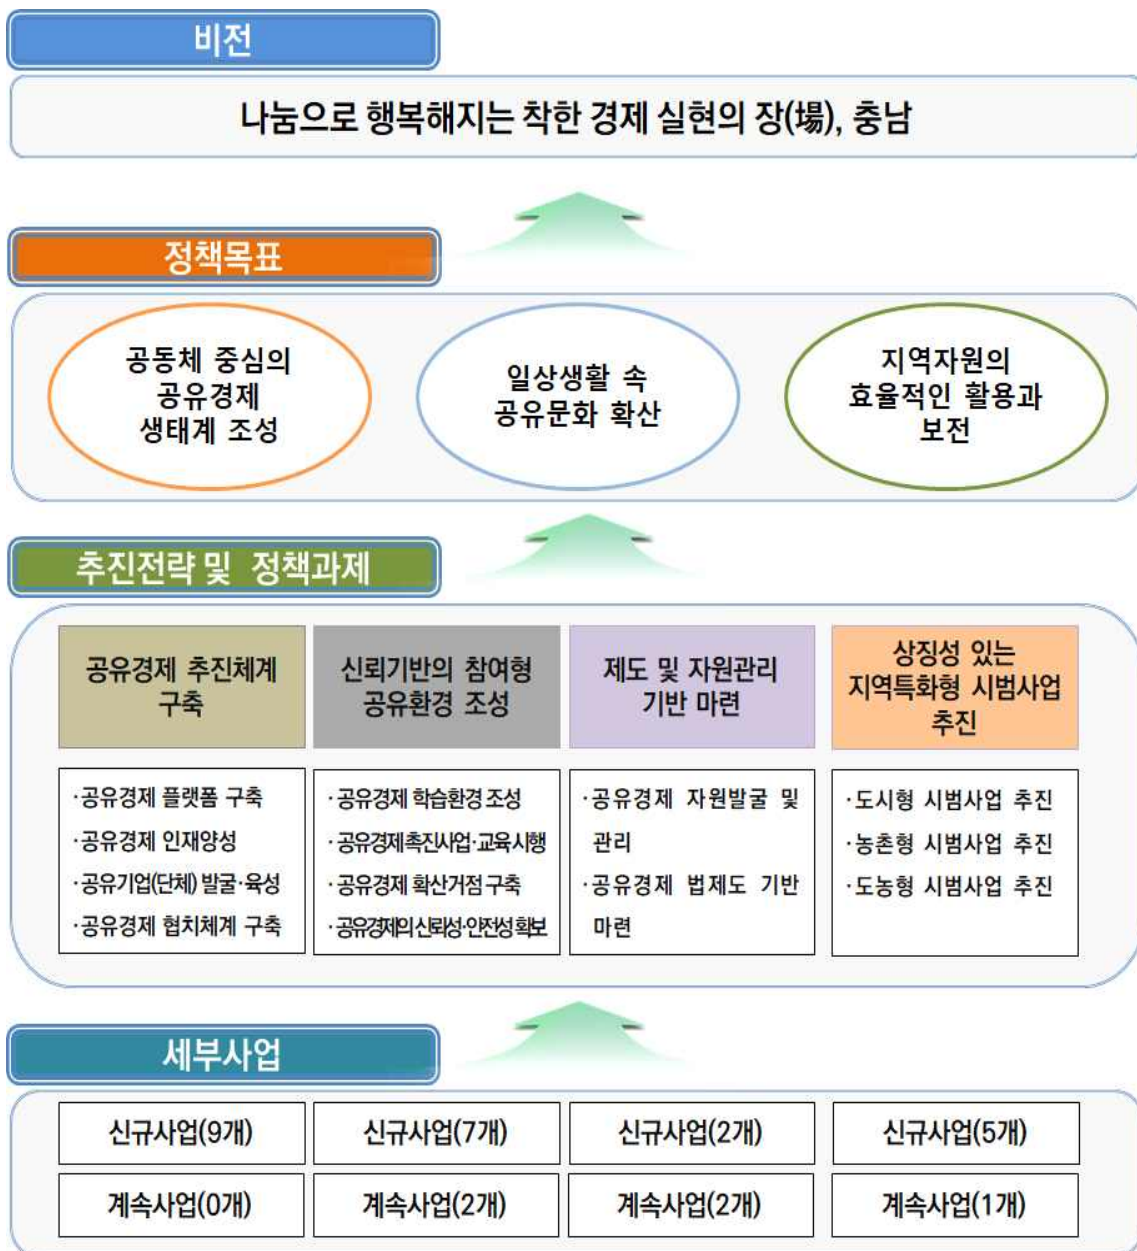 비전
나눔으로 행복해지는 착한 경제 실현의 장(場), 충남
정책목표
공동체 중심의
공유경제
생태계 조성
일상생활 속
공유문화 확산
지역자원의
효율적인 활용과
보전
추진전략 및 정책과제
공유경제 추진체계
구축
신뢰기반의 참여형
공유환경 조성
제도 및 자원관리
기반 마련
상징성 있는
지역특화형 시범사업
추진
·공유경제 플랫폼 구축
·공유경제 인재양성
·공유기업(단체) 발굴·육성
·공유경제 협치체계 구축
·공유경제 학습환경 조성
·공유경제 촉진사업·교육 시행
·공유경제 확산거점 구축
·공유경제의 신뢰성·안전성 확보
·공유경제 자원발굴 및
관리
·공유경제 법제도 기반
마련
·도시형 시범사업 추진
·농촌형 시범사업 추진
·도농형 시범사업 추진
세부사업
신규사업(9개)
신규사업(7개)
신규사업(2개)
신규사업(5개)
계속사업(0개)
계속사업(2개)
계속사업(2개)
계속사업(1개)